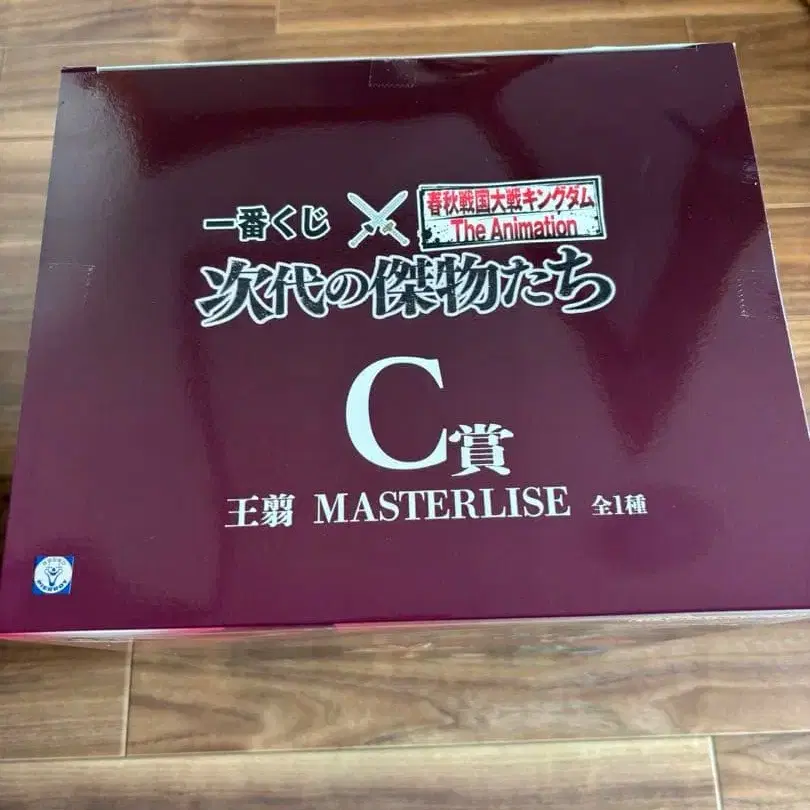 一番くじ
春秋戦国大戦キングダム
The Animation
次代の傑物たち
C賞
王翦 MASTERLISE 全1種
PIERROT